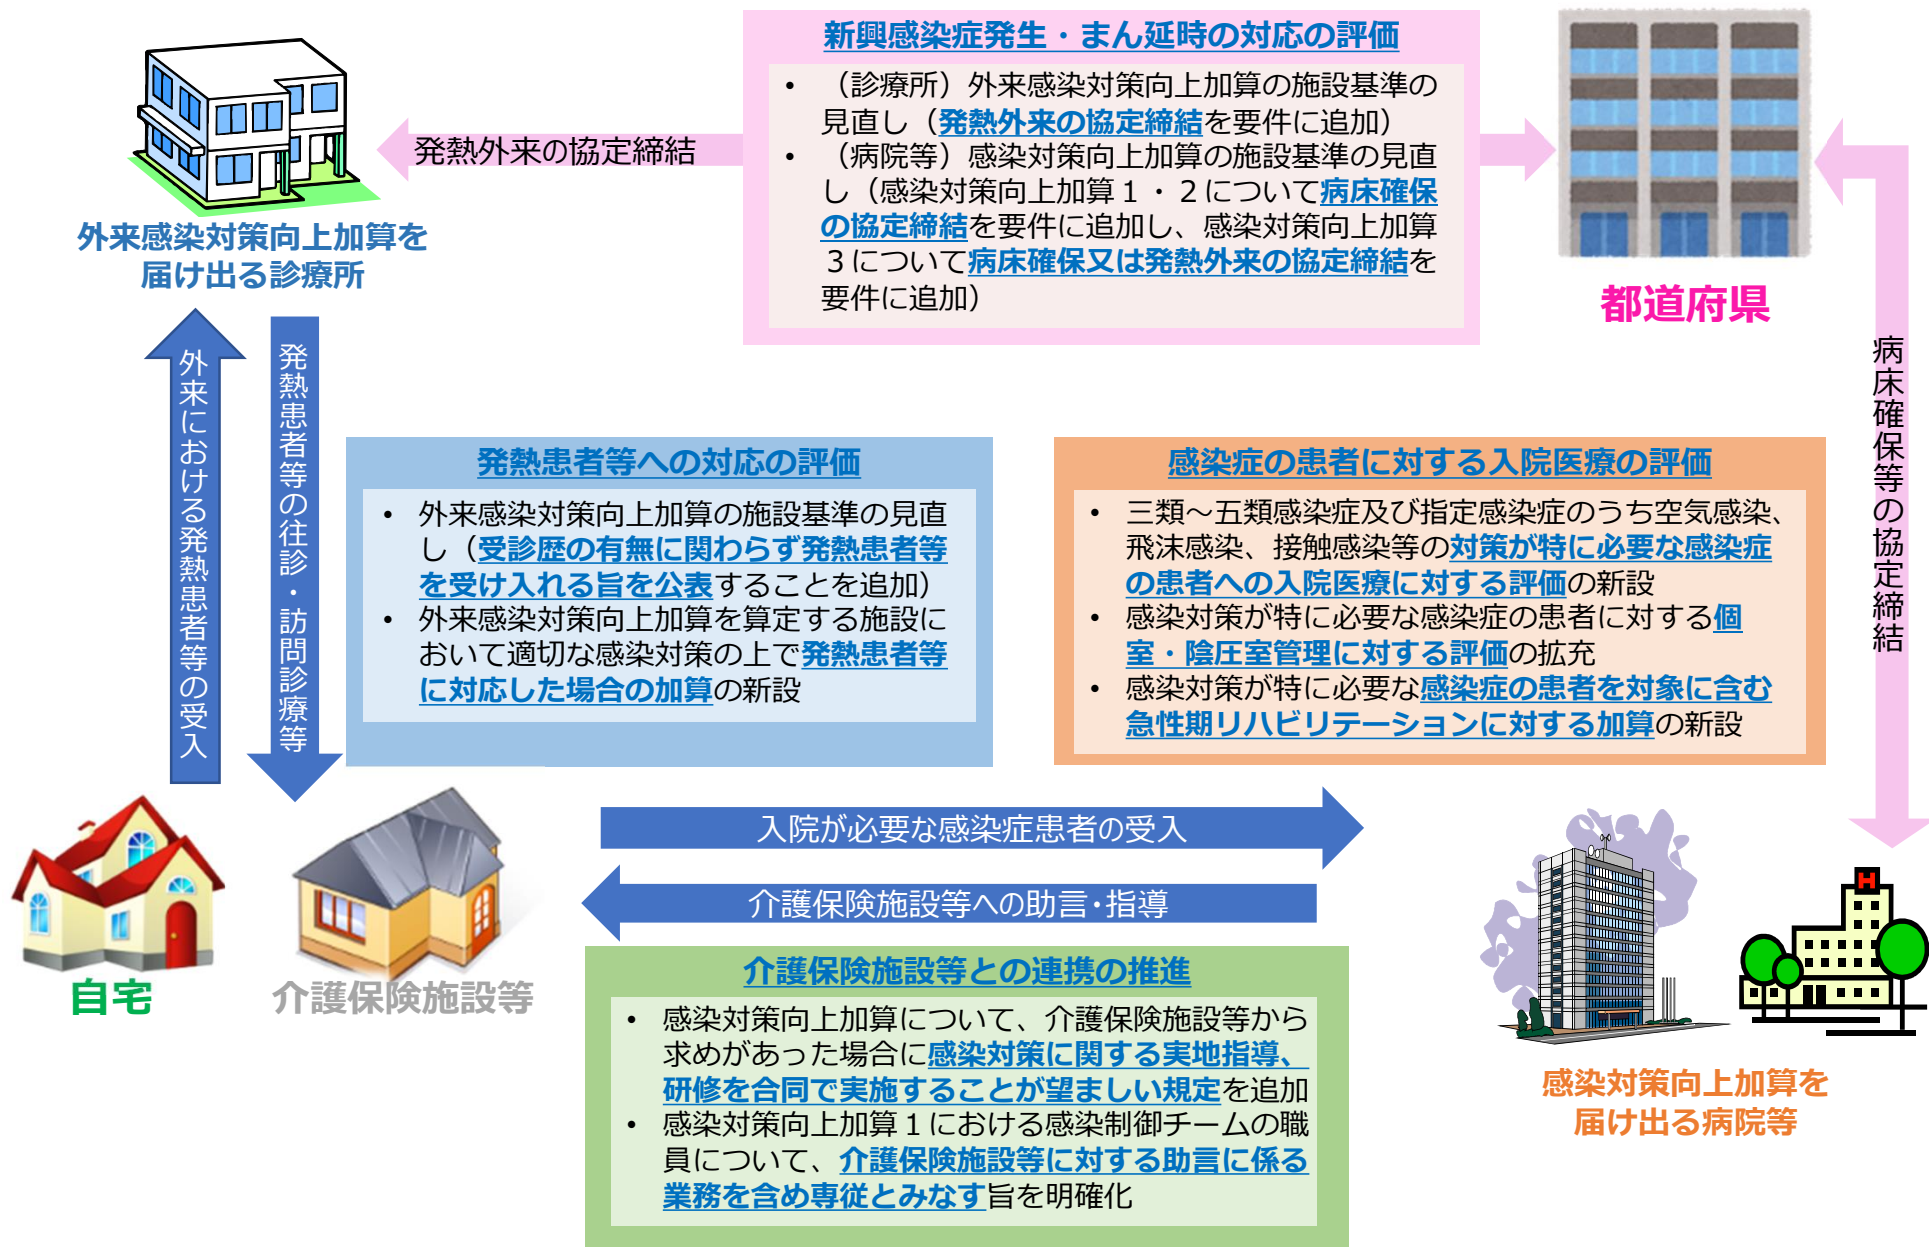 新興感染症発生・まん延時の対応の評価
• （診療所）外来感染対策向上加算の施設基準の
見直し（発熱外来の協定締結を要件に追加）
• （病院等）感染対策向上加算の施設基準の見直
し（感染対策向上加算１・２について病床確保
の協定締結を要件に追加し、感染対策向上加算
３について病床確保又は発熱外来の協定締結を
要件に追加）
発熱外来の協定締結
外来感染対策向上加算を
届け出る診療所
都道府県
病床確保等の協定締結
外来における発熱患者等の受入
発熱患者等の往診・訪問診療等
発熱患者等への対応の評価
• 外来感染対策向上加算の施設基準の見直
し（受診歴の有無に関わらず発熱患者等
を受け入れる旨を公表することを追加）
• 外来感染対策向上加算を算定する施設に
おいて適切な感染対策の上で発熱患者等
に対応した場合の加算の新設
感染症の患者に対する入院医療の評価
• 三類～五類感染症及び指定感染症のうち空気感染、
飛沫感染、接触感染等の対策が特に必要な感染症
の患者への入院医療に対する評価の新設
• 感染対策が特に必要な感染症の患者に対する個
室・陰圧室管理に対する評価の拡充
• 感染対策が特に必要な感染症の患者を対象に含む
急性期リハビリテーションに対する加算の新設
入院が必要な感染症患者の受入
介護保険施設等への助言･指導
自宅
介護保険施設等
介護保険施設等との連携の推進
• 感染対策向上加算について、介護保険施設等から
求めがあった場合に感染対策に関する実地指導、
研修を合同で実施することが望ましい規定を追加
• 感染対策向上加算１における感染制御チームの職
員について、介護保険施設等に対する助言に係る
業務を含め専従とみなす旨を明確化
H
感染対策向上加算を
届け出る病院等